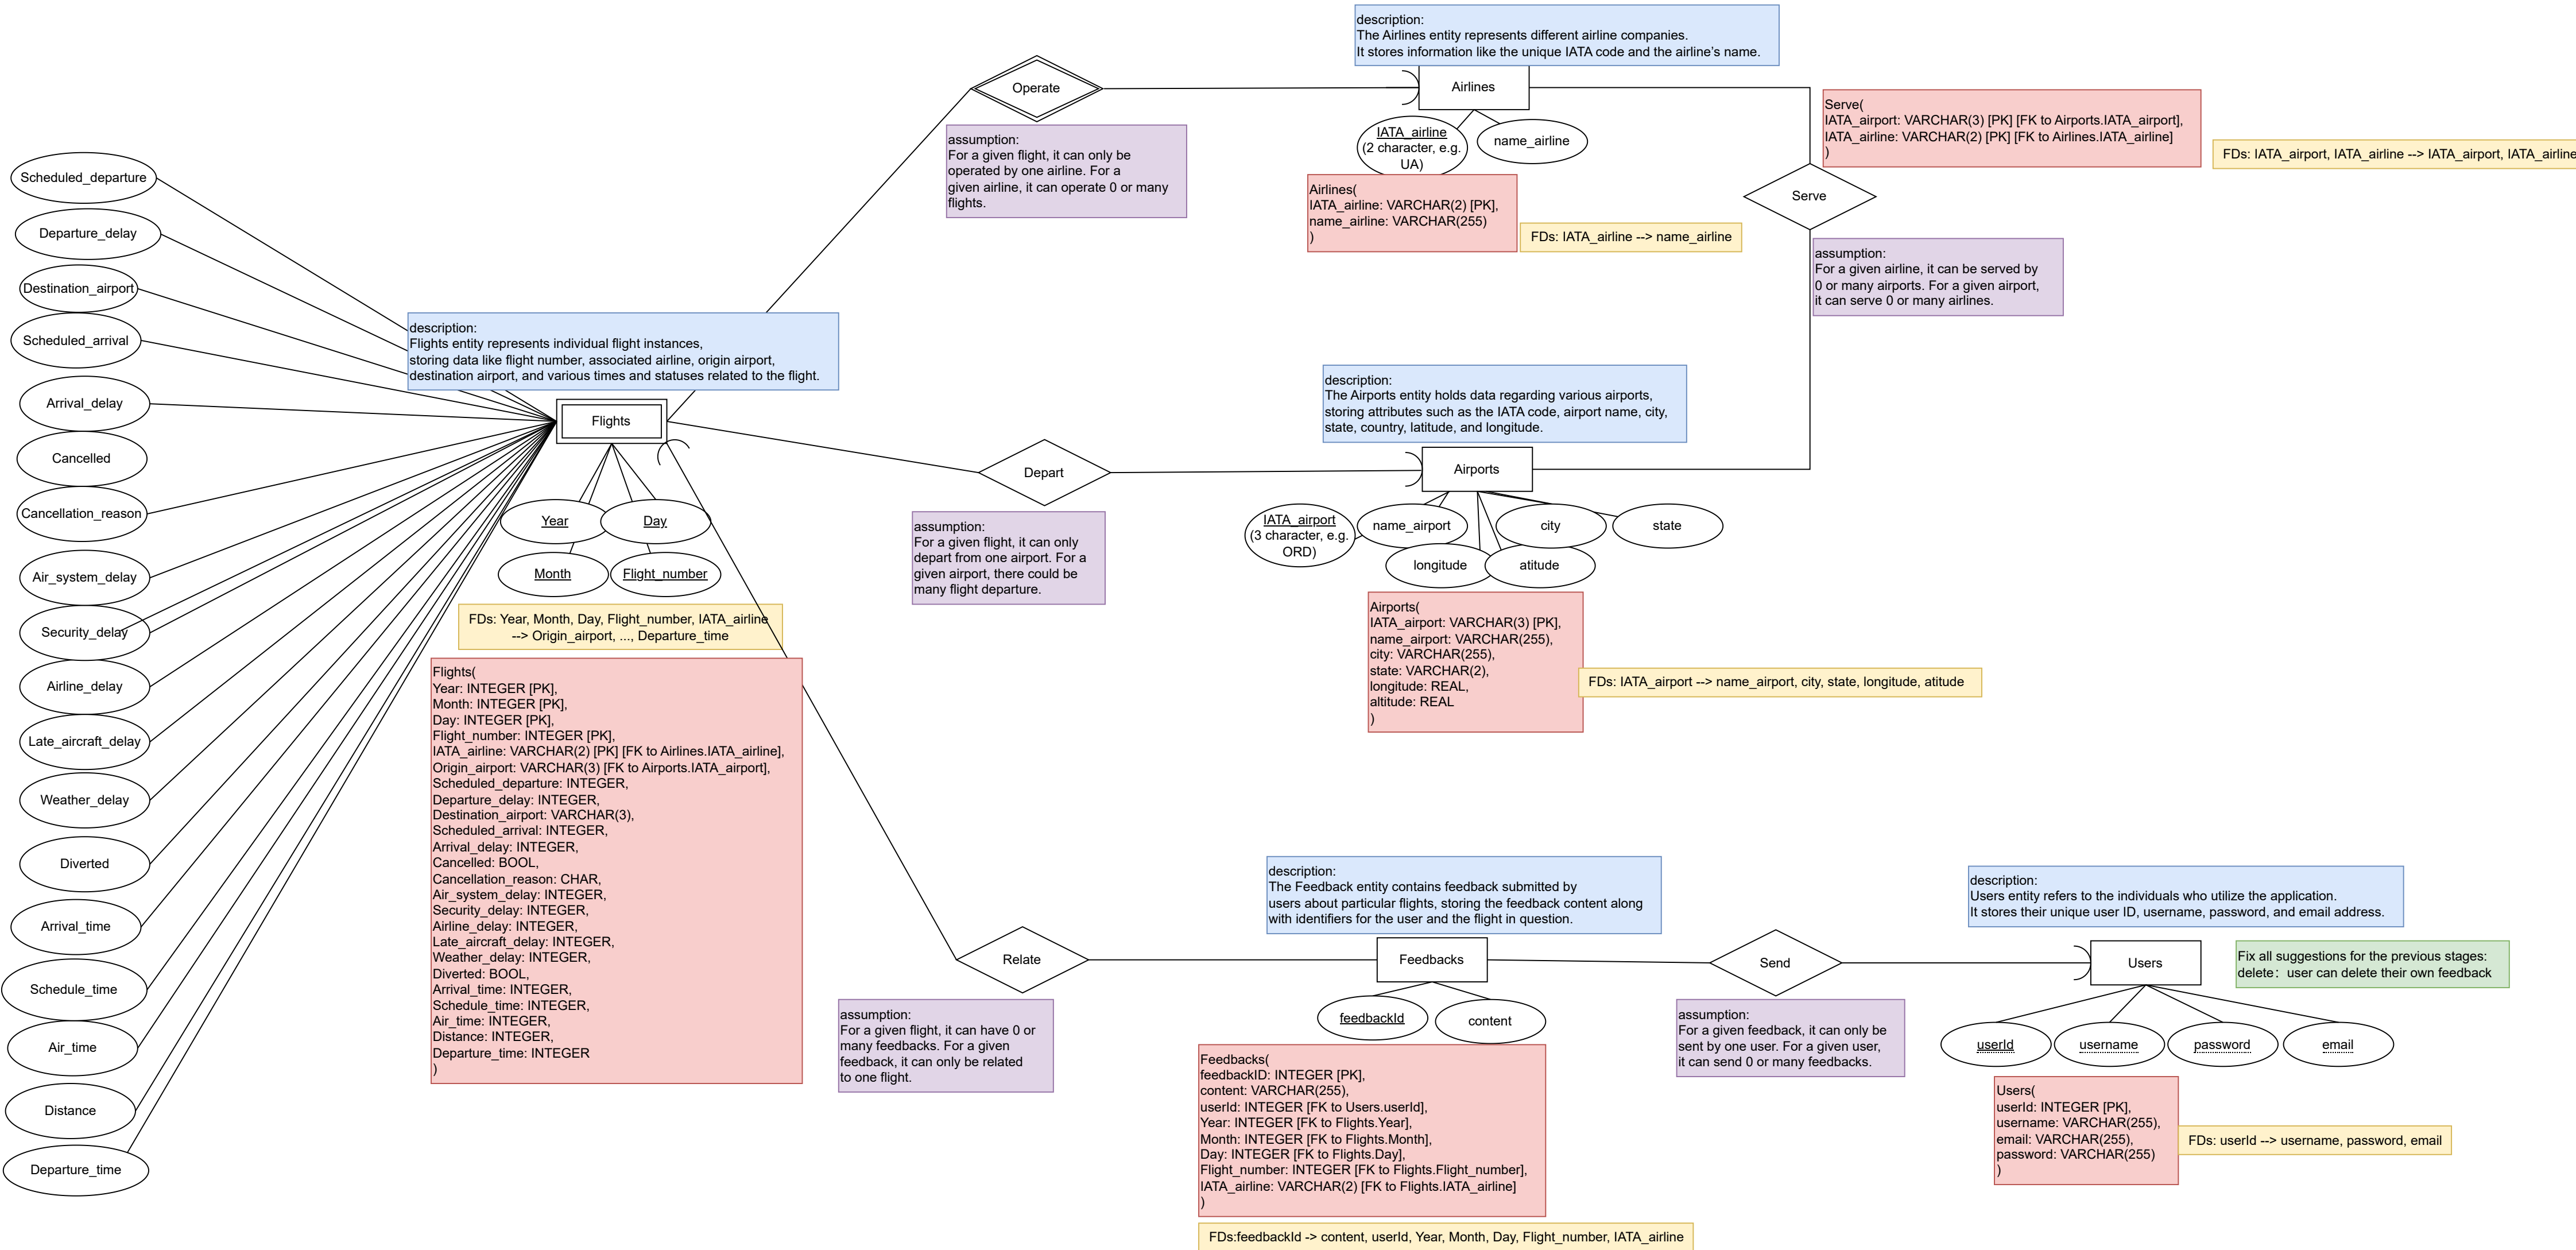 description:
The Airlines entity represents different airline companies.
It stores information like the unique IATA code and the airline’s name.
Operate
Airlines
assumption:
For a given flight, it can only be
operated by one airline. For a
given airline, it can operate 0 or many
flights.
IATA_airline
(2 character, e.g.
UA)
name_airline
Airlines(
IATA_airline: VARCHAR(2) [PK],
name_airline: VARCHAR(255)
)
FDs: IATA_airline --> name_airline
Serve(
IATA_airport: VARCHAR(3) [PK] [FK to Airports.IATA_airport],
IATA_airline: VARCHAR(2) [PK] [FK to Airlines.IATA_airline]
)
FDs: IATA_airport, IATA_airline --> IATA_airport, IATA_airline
Serve
assumption:
For a given airline, it can be served by
0 or many airports. For a given airport,
it can serve 0 or many airlines.
Scheduled_departure
Departure_delay
Destination_airport
Scheduled_arrival
Arrival_delay
Cancelled
Cancellation_reason
Air_system_delay
Security_delay
Airline_delay
Late_aircraft_delay
Weather_delay
Diverted
Arrival_time
Schedule_time
Air_time
Distance
Departure_time
description:
Flights entity represents individual flight instances,
storing data like flight number, associated airline, origin airport,
destination airport, and various times and statuses related to the flight.
Flights
Year
Day
Month
Flight_number
FDs: Year, Month, Day, Flight_number, IATA_airline
--> Origin_airport, ..., Departure_time
Flights(
Year: INTEGER [PK],
Month: INTEGER [PK],
Day: INTEGER [PK],
Flight_number: INTEGER [PK],
IATA_airline: VARCHAR(2) [PK] [FK to Airlines.IATA_airline],
Origin_airport: VARCHAR(3) [FK to Airports.IATA_airport],
Scheduled_departure: INTEGER,
Departure_delay: INTEGER,
Destination_airport: VARCHAR(3),
Scheduled_arrival: INTEGER,
Arrival_delay: INTEGER,
Cancelled: BOOL,
Cancellation_reason: CHAR,
Air_system_delay: INTEGER,
Security_delay: INTEGER,
Airline_delay: INTEGER,
Late_aircraft_delay: INTEGER,
Weather_delay: INTEGER,
Diverted: BOOL,
Arrival_time: INTEGER,
Schedule_time: INTEGER,
Air_time: INTEGER,
Distance: INTEGER,
Departure_time: INTEGER
)
Depart
assumption:
For a given flight, it can only
depart from one airport. For a
given airport, there could be
many flight departure.
description:
The Airports entity holds data regarding various airports,
storing attributes such as the IATA code, airport name, city,
state, country, latitude, and longitude.
Airports
IATA_airport
(3 character, e.g.
ORD)
name_airport
city
state
longitude
atitude
Airports(
IATA_airport: VARCHAR(3) [PK],
name_airport: VARCHAR(255),
city: VARCHAR(255),
state: VARCHAR(2),
longitude: REAL,
altitude: REAL
)
FDs: IATA_airport --> name_airport, city, state, longitude, atitude
Relate
assumption:
For a given flight, it can have 0 or
many feedbacks. For a given
feedback, it can only be related
to one flight.
description:
The Feedback entity contains feedback submitted by
users about particular flights, storing the feedback content along
with identifiers for the user and the flight in question.
Feedbacks
feedbackId
content
Feedbacks(
feedbackID: INTEGER [PK],
content: VARCHAR(255),
userId: INTEGER [FK to Users.userId],
Year: INTEGER [FK to Flights.Year],
Month: INTEGER [FK to Flights.Month],
Day: INTEGER [FK to Flights.Day],
Flight_number: INTEGER [FK to Flights.Flight_number],
IATA_airline: VARCHAR(2) [FK to Flights.IATA_airline]
)
FDs:feedbackId -> content, userId, Year, Month, Day, Flight_number, IATA_airline
Send
assumption:
For a given feedback, it can only be
sent by one user. For a given user,
it can send 0 or many feedbacks.
description:
Users entity refers to the individuals who utilize the application.
It stores their unique user ID, username, password, and email address.
Users
Fix all suggestions for the previous stages:
delete：user can delete their own feedback
userId
username
password
email
Users(
userId: INTEGER [PK],
username: VARCHAR(255),
email: VARCHAR(255),
password: VARCHAR(255)
)
FDs: userId --> username, password, email